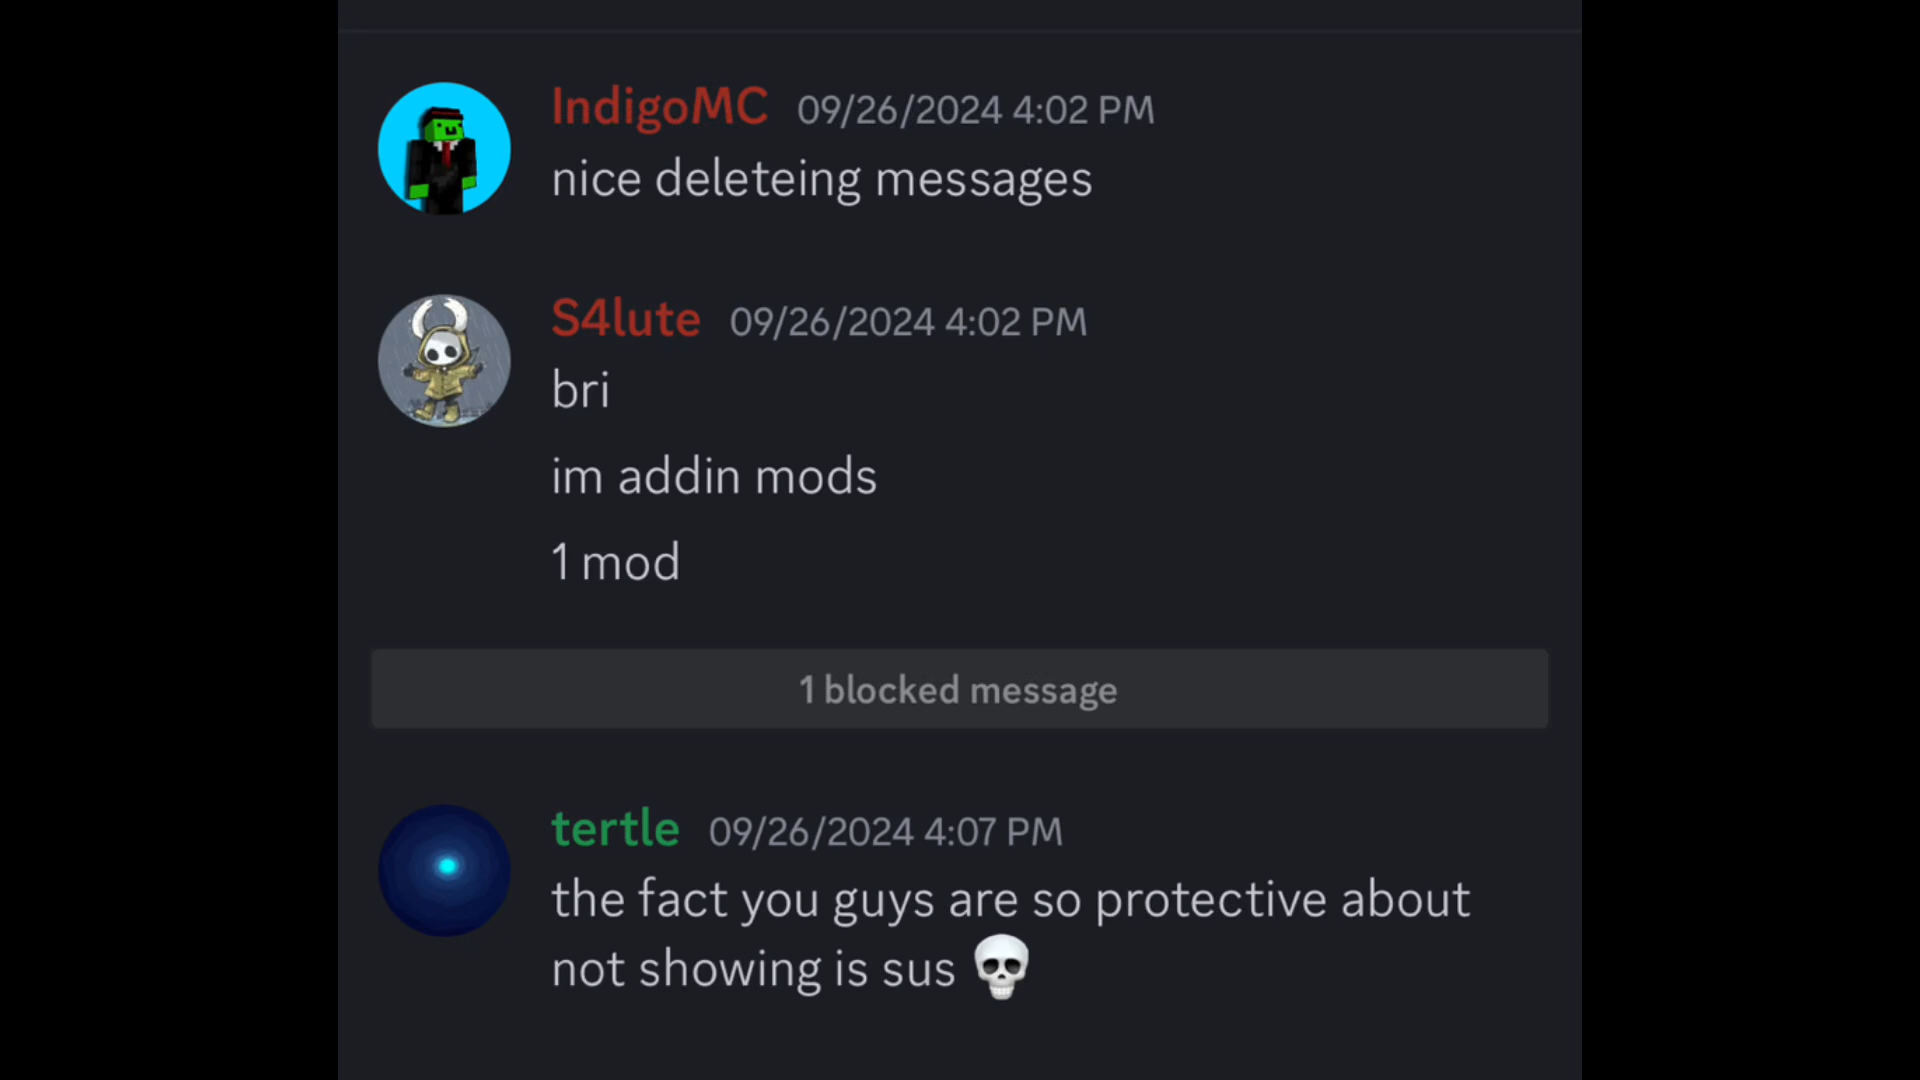 IndigoMC 09/26/2024 4:02 PM
nice deleteing messages
S4lute 09/26/2024 4:02 PM
bri
im addin mods
1 mod
1 blocked message
tertle 09/26/2024 4:07 PM
the fact you guys are so protective about
not showing is sus 💀